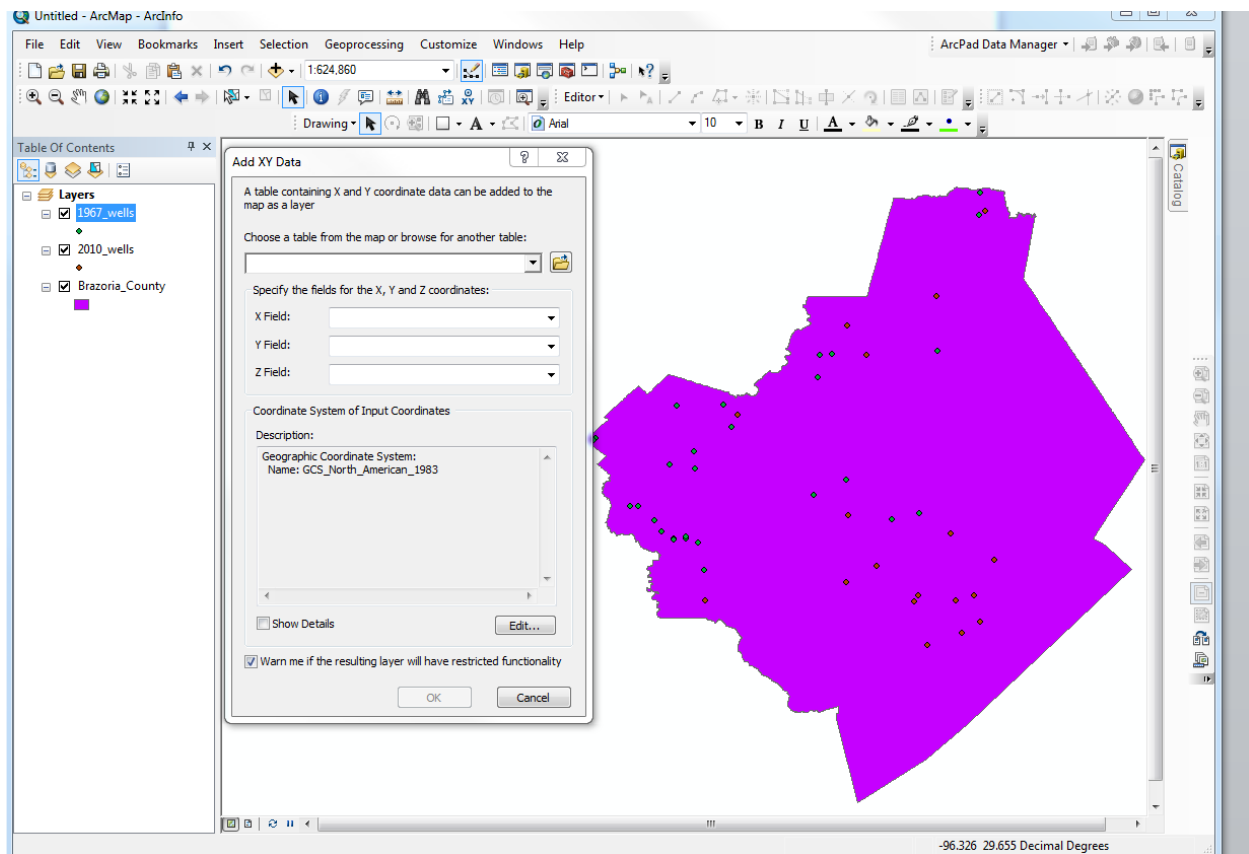 Untitled - ArcMap - ArcInfo
File Edit View Bookmarks Insert Selection Geoprocessing Customize Windows Help
ArcPad Data Manager
1:624,860
Editor
Drawing
A
Arial
10
B I U A
Table Of Contents
Layers
1967_wells
2010_wells
Brazoria_County
Add XY Data
A table containing X and Y coordinate data can be added to the
map as a layer
Choose a table from the map or browse for another table:
Specify the fields for the X, Y and Z coordinates:
X Field:
Y Field:
Z Field:
Coordinate System of Input Coordinates
Description:
Geographic Coordinate System:
Name: GCS_North_American_1983
Show Details
Edit...
Warn me if the resulting layer will have restricted functionality
OK
Cancel
Catalog
1:1
-96.326 29.655 Decimal Degrees